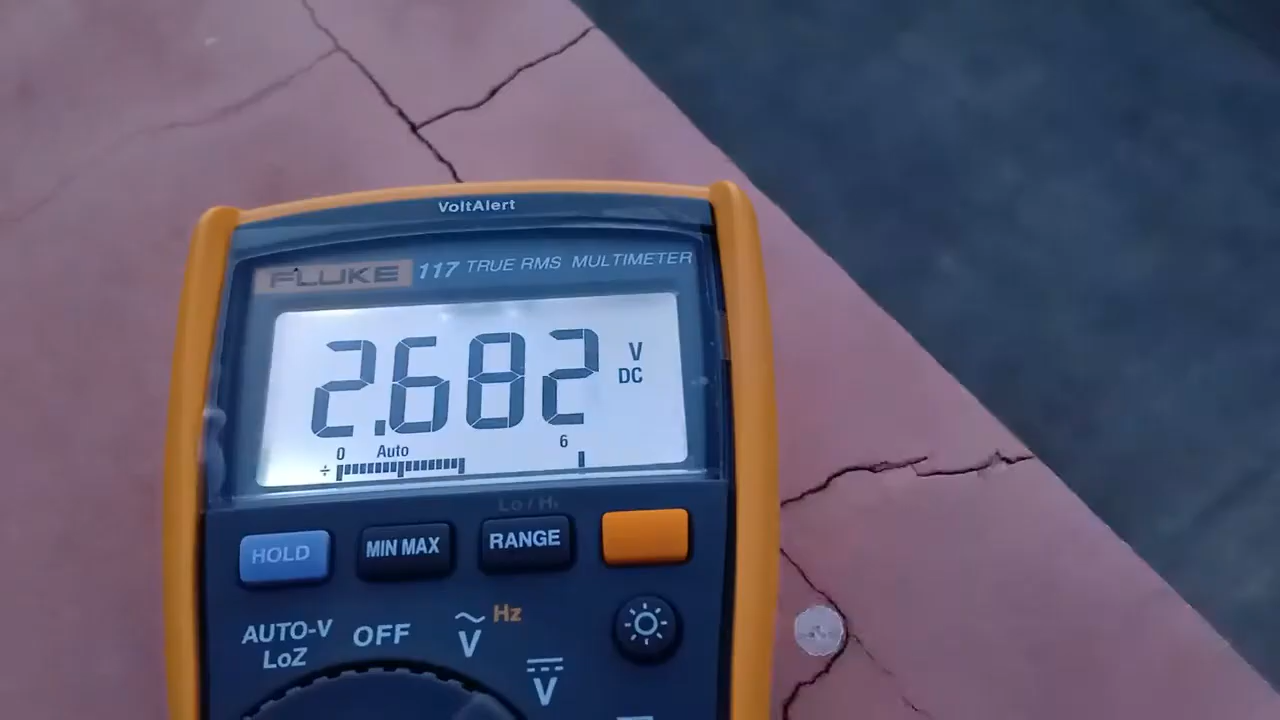 VoltAlert
FLUKE 117 TRUE RMS MULTIMETER
2.682 V DC
0 Auto 6
Lo/Hi
HOLD MIN MAX RANGE
AUTO-V LoZ OFF Ṽ Hz
V